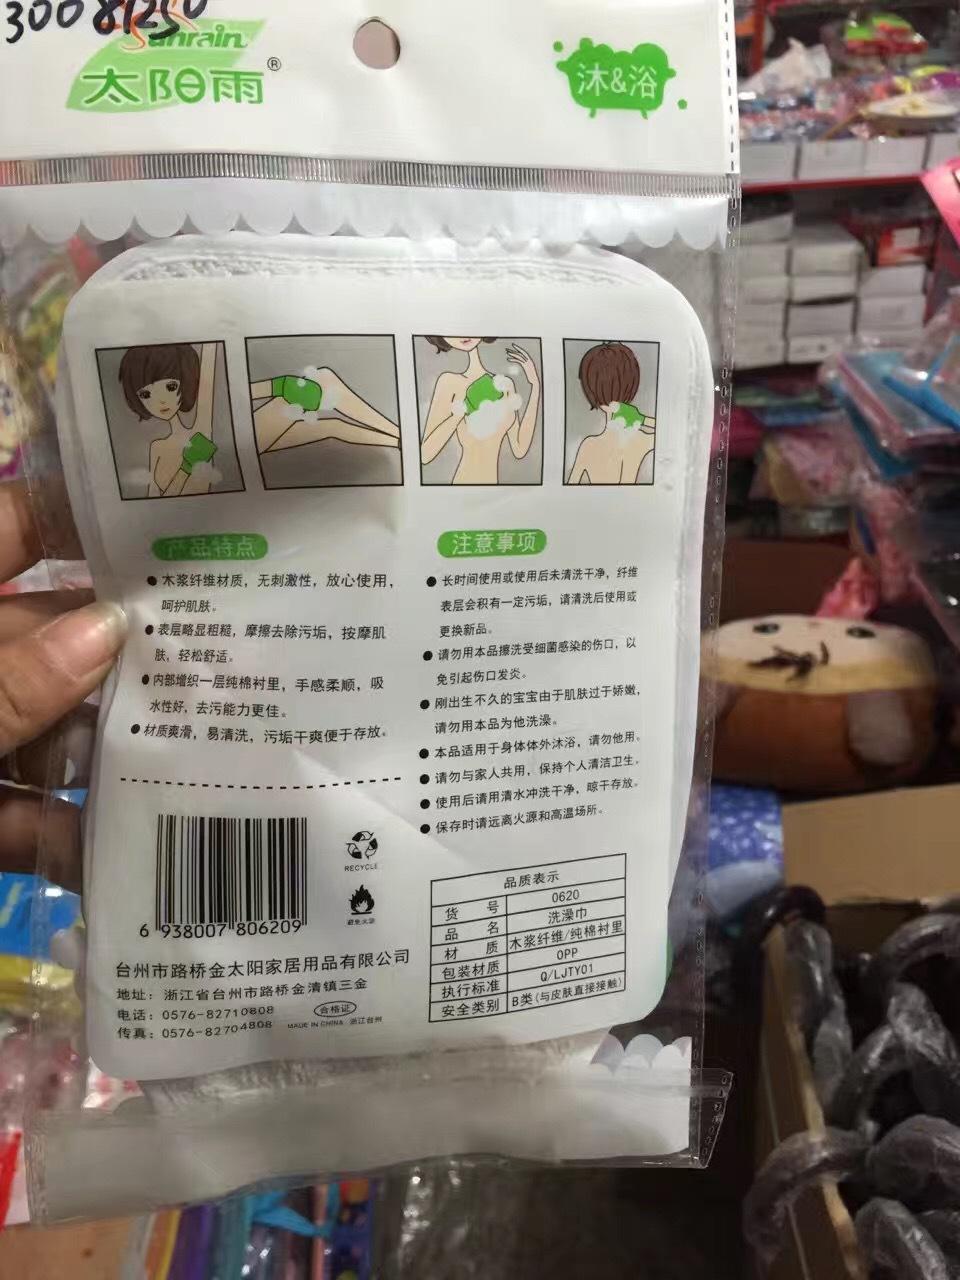 30081250
Sunrain
太阳雨®
沐&浴
产品特点
●木浆纤维材质，无刺激性，放心使用，
呵护肌肤。
●表层略显粗糙，摩擦去除污垢，按摩肌
肤，轻松舒适。
●内部增织一层纯棉衬里，手感柔顺，吸
水性好，去污能力更佳。
●材质爽滑，易清洗，污垢干爽便于存放。
注意事项
●长时间使用或使用后未清洗干净，纤维
表层会积有一定污垢，请清洗后使用或
更换新品。
●请勿用本品擦洗受细菌感染的伤口，以
免引起伤口发炎。
●刚出生不久的宝宝由于肌肤过于娇嫩，
请勿用本品为他洗澡。
●本品适用于身体体外沐浴，请勿他用。
●请勿与家人共用，保持个人清洁卫生。
●使用后请用清水冲洗干净，晾干存放。
●保存时请远离火源和高温场所。
RECYCLE
6 938007 806209
台州市路桥金太阳家居用品有限公司
地址：浙江省台州市路桥金清镇三金
电话：0576-82710808
传真：0576-82704808
合格证
MADE IN CHINA 浙江台州
品质表示
货号 0620
品名 洗澡巾
材质 木浆纤维/纯棉衬里
包装材质 OPP
执行标准 Q/LJTY01
安全类别 B类(与皮肤直接接触)